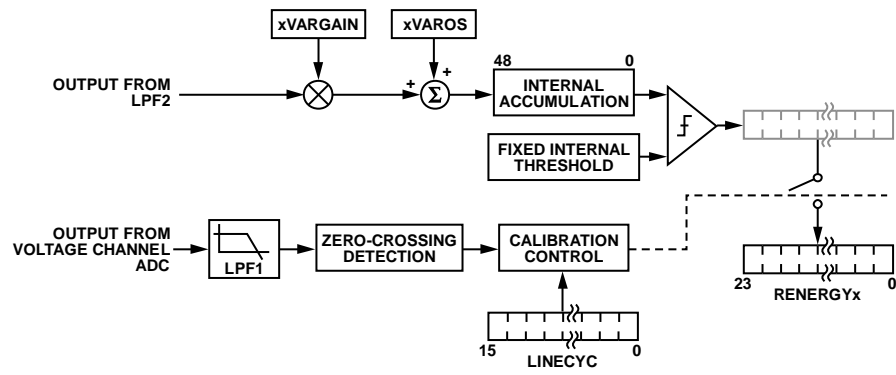 xVARGAIN
xVAROS
OUTPUT FROM
LPF2
+
+
Σ
48
0
INTERNAL
ACCUMULATION
FIXED INTERNAL
THRESHOLD
OUTPUT FROM
VOLTAGE CHANNEL
ADC
LPF1
ZERO-CROSSING
DETECTION
CALIBRATION
CONTROL
23
0
RENERGYx
15
0
LINECYC